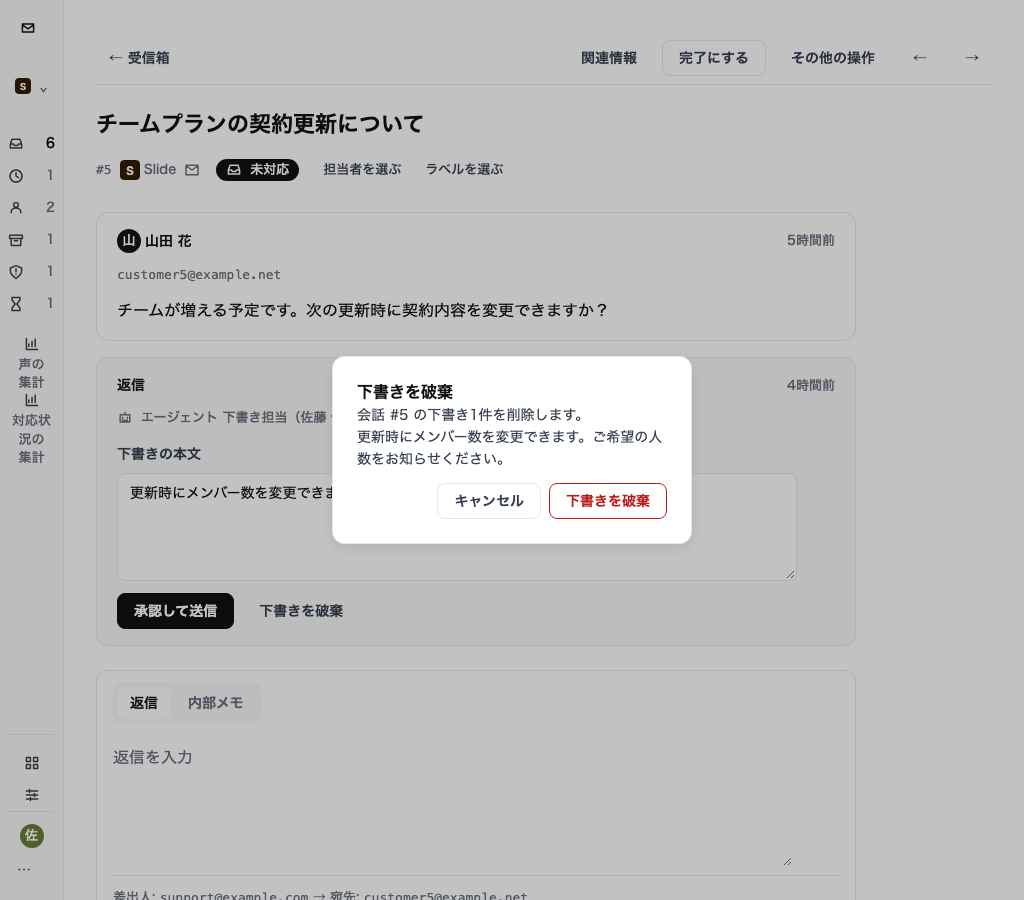 ← 受信箱
関連情報
完了にする
その他の操作
←
→
S
6
1
2
1
1
1
声の
集計
対応状
況の
集計
佐
…
チームプランの契約更新について
#5 S Slide 未対応 担当者を選ぶ ラベルを選ぶ
山 山田 花
5時間前
customer5@example.net
チームが増える予定です。次の更新時に契約内容を変更できますか？
返信
4時間前
エージェント 下書き担当（佐藤
下書きの本文
更新時にメンバー数を変更できま
承認して送信
下書きを破棄
下書きを破棄
会話 #5 の下書き1件を削除します。
更新時にメンバー数を変更できます。ご希望の人
数をお知らせください。
キャンセル
下書きを破棄
返信
内部メモ
返信を入力
差出人: support@example.com → 宛先: customer5@example.net